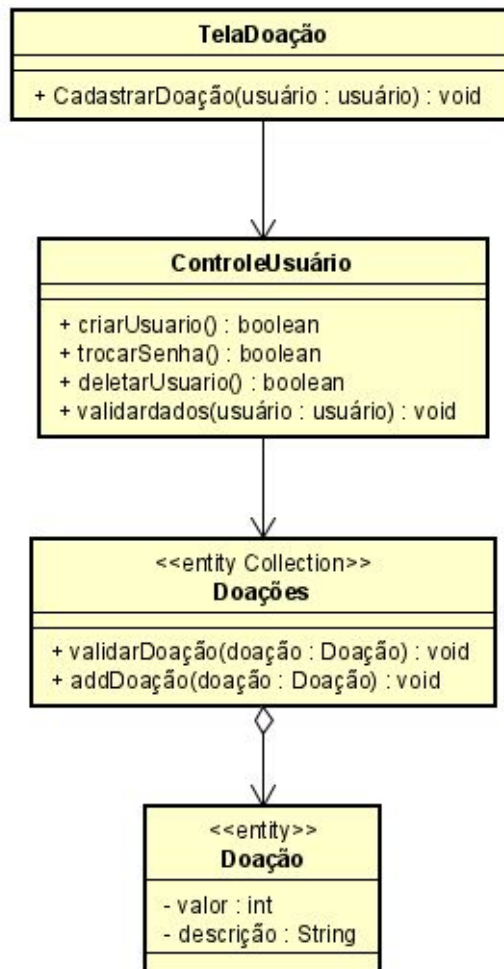 TelaDoação
+ CadastrarDoação(usuário : usuário) : void
ControleUsuário
+ criarUsuario() : boolean
+ trocarSenha() : boolean
+ deletarUsuario() : boolean
+ validardados(usuário : usuário) : void
<<entity Collection>>
Doações
+ validarDoação(doação : Doação) : void
+ addDoação(doação : Doação) : void
<<entity>>
Doação
- valor : int
- descrição : String